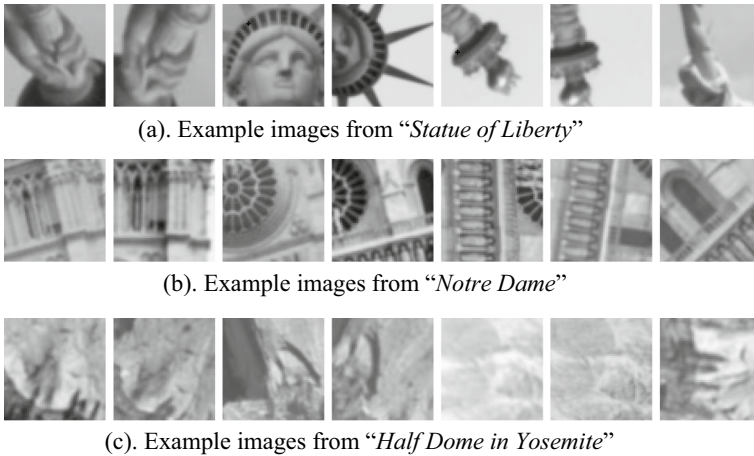 (a). Example images from “Statue of Liberty”
(b). Example images from “Notre Dame”
(c). Example images from “Half Dome in Yosemite”